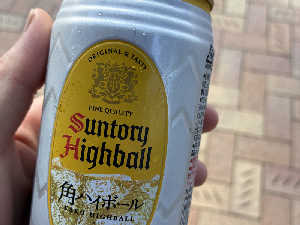 ORIGINAL & TASTY
FINE QUALITY
Suntory
Highball
角ハイボール
KAKU HIGHBALL